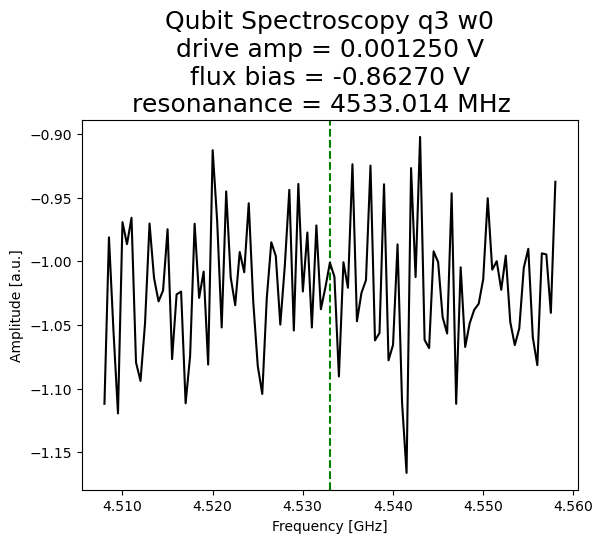 Qubit Spectroscopy q3 w0
drive amp = 0.001250 V
flux bias = -0.86270 V
resonanance = 4533.014 MHz
−0.90
−0.95
−1.00
−1.05
−1.10
−1.15
Amplitude [a.u.]
4.510 4.520 4.530 4.540 4.550 4.560
Frequency [GHz]